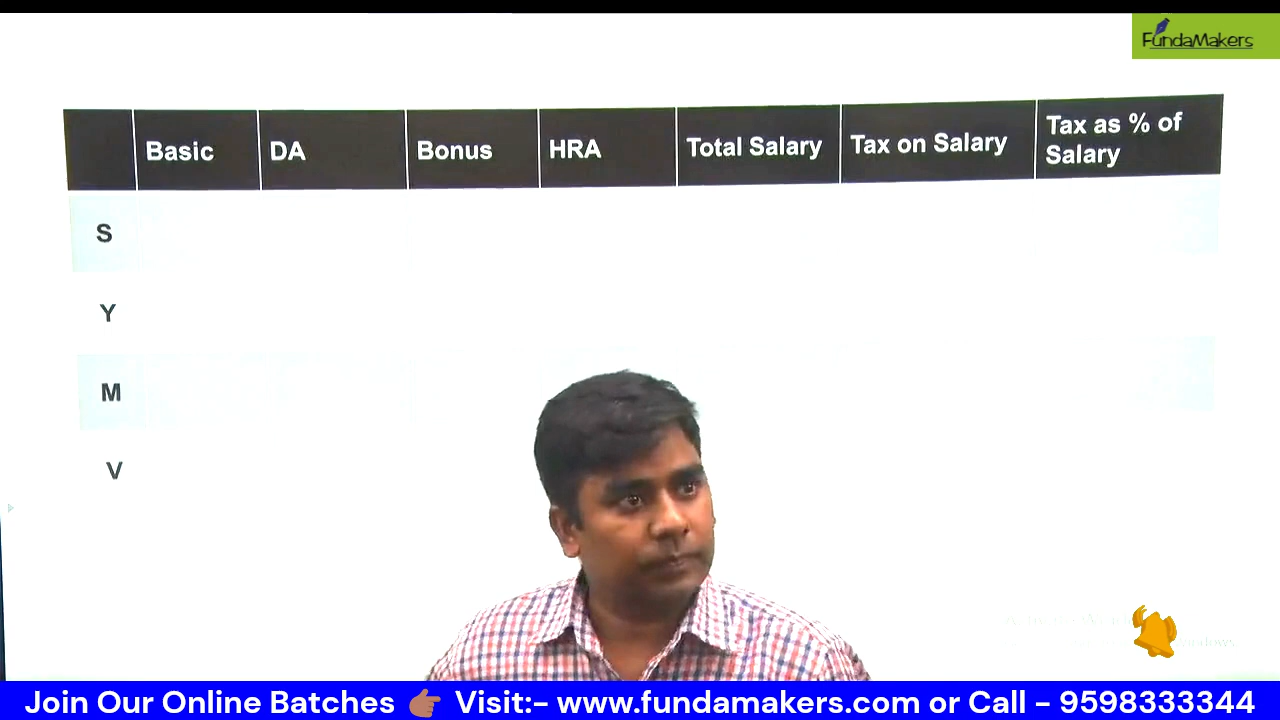 FundaMakers
Basic DA Bonus HRA Total Salary Tax on Salary Tax as % of Salary
S
Y
M
V
Join Our Online Batches 👉🏽 Visit:- www.fundamakers.com or Call - 9598333344